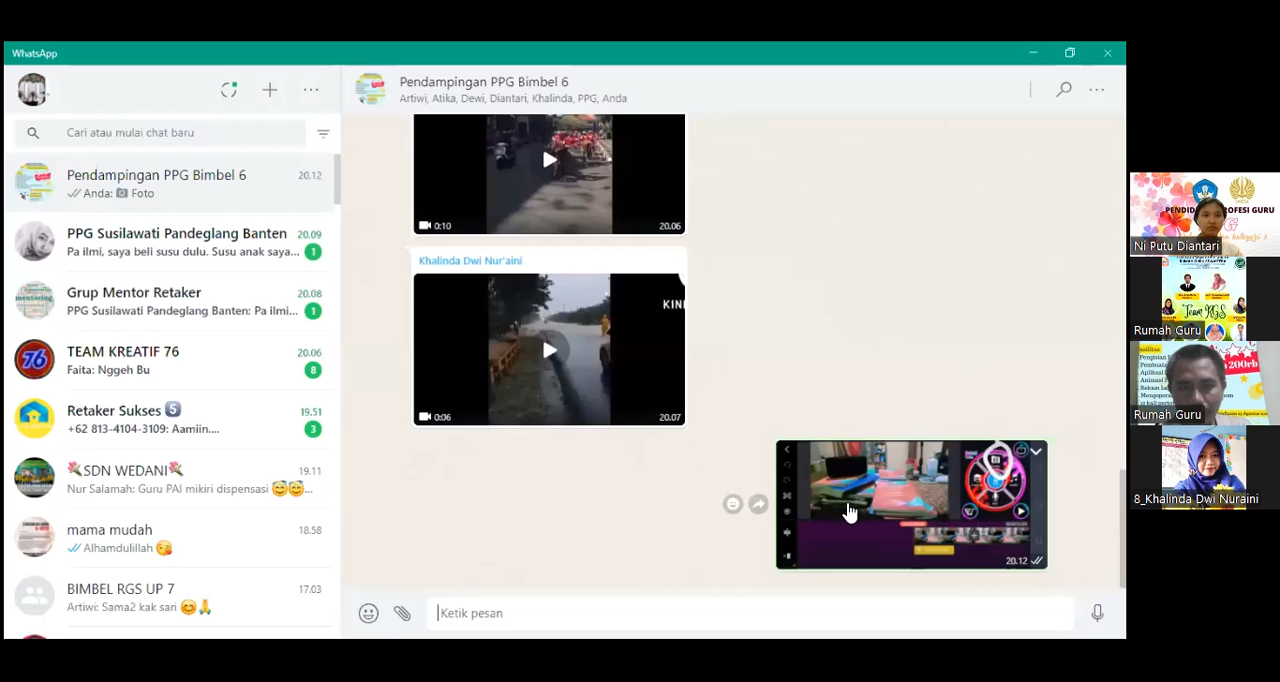 WhatsApp
Cari atau mulai chat baru
Pendampingan PPG Bimbel 6
20.12
Anda: Foto
PPG Susilawati Pandeglang Banten
20.09
Pa ilmi, saya beli susu dulu. Susu anak saya...
1
Grup Mentor Retaker
20.08
PPG Susilawati Pandeglang Banten: Pa ilmi...
1
76
TEAM KREATIF 76
20.06
Faita: Nggeh Bu
8
Retaker Sukses 5
19.51
+62 813-4104-3109: Aamiin....
3
SDN WEDANI
19.11
Nur Salamah: Guru PAI mikiri dispensasi
mama mudah
18.58
Alhamdulillah
BIMBEL RGS UP 7
17.03
Artiwi: Sama2 kak sari
Pendampingan PPG Bimbel 6
Artiwi, Atika, Dewi, Diantari, Khalinda, PPG, Anda
0:10
20.06
Khalinda Dwi Nur'aini
KINE
0:06
20.07
20.12
Ketik pesan
Ni Putu Diantari
Team RGS
Rumah Guru
200rb
Rumah Guru
8_Khalinda Dwi Nuraini